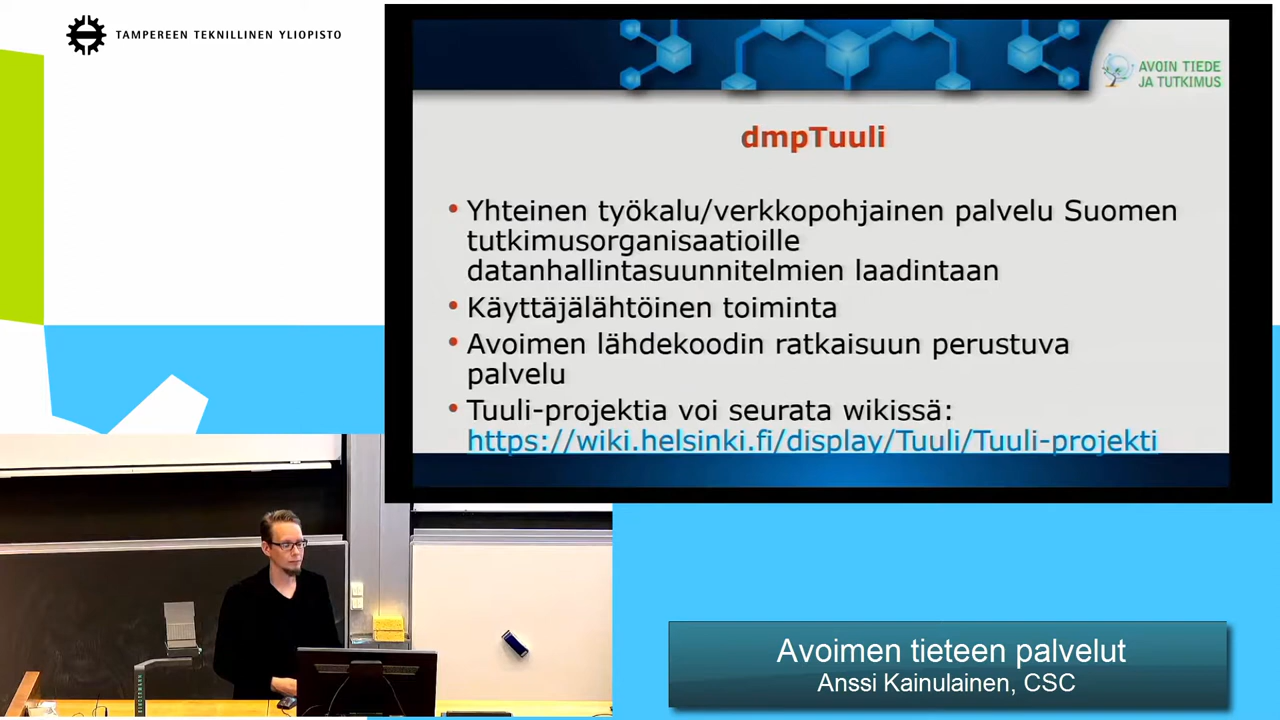 TAMPEREEN TEKNILLINEN YLIOPISTO
AVOIN TIEDE
JA TUTKIMUS
dmpTuuli
• Yhteinen työkalu/verkkopohjainen palvelu Suomen
tutkimusorganisaatioille
datanhallintasuunnitelmien laadintaan
• Käyttäjälähtöinen toiminta
• Avoimen lähdekoodin ratkaisuun perustuva
palvelu
• Tuuli-projektia voi seurata wikissä:
https://wiki.helsinki.fi/display/Tuuli/Tuuli-projekti
Avoimen tieteen palvelut
Anssi Kainulainen, CSC